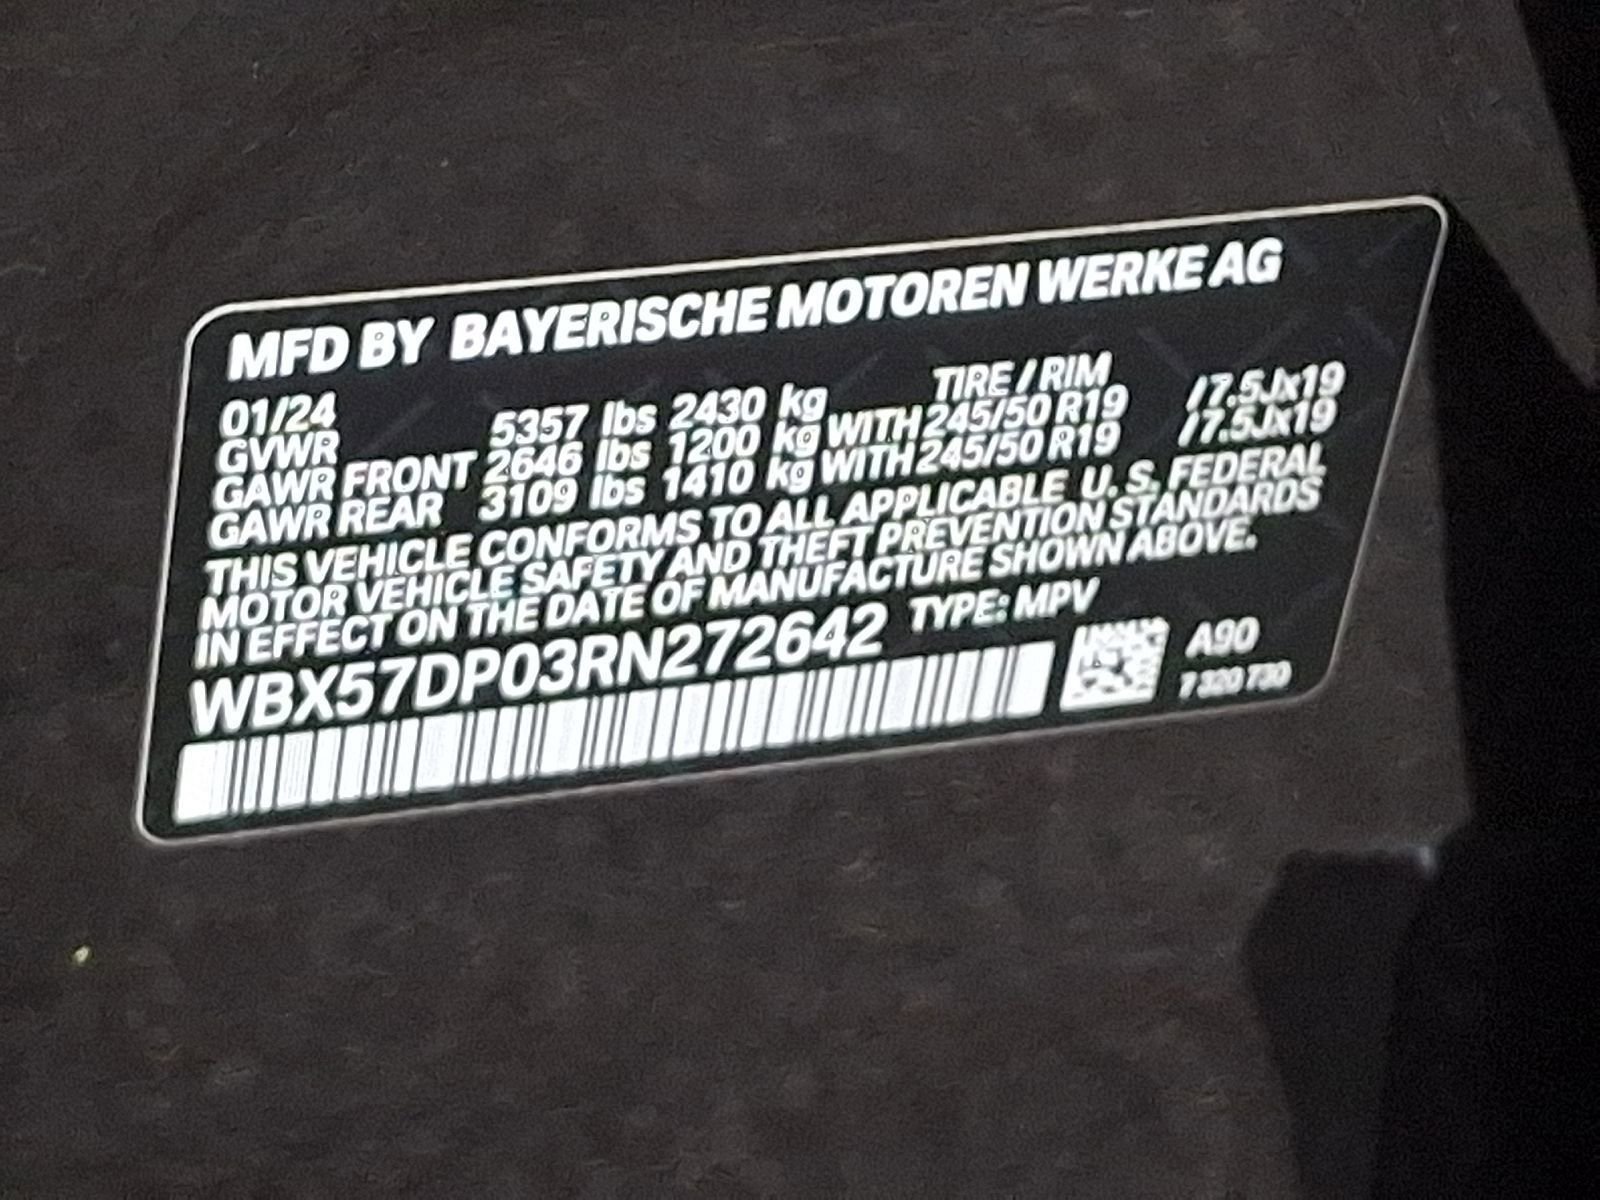 MFD BY BAYERISCHE MOTOREN WERKE AG
01/24 TIRE / RIM
GVWR 5357 lbs 2430 kg
GAWR FRONT 2646 lbs 1200 kg WITH 245/50 R19 /7.5Jx19
GAWR REAR 3109 lbs 1410 kg WITH 245/50 R19 /7.5Jx19
THIS VEHICLE CONFORMS TO ALL APPLICABLE U. S. FEDERAL
MOTOR VEHICLE SAFETY AND THEFT PREVENTION STANDARDS
IN EFFECT ON THE DATE OF MANUFACTURE SHOWN ABOVE.
WBX57DP03RN272642 TYPE: MPV
A90
7 320 730